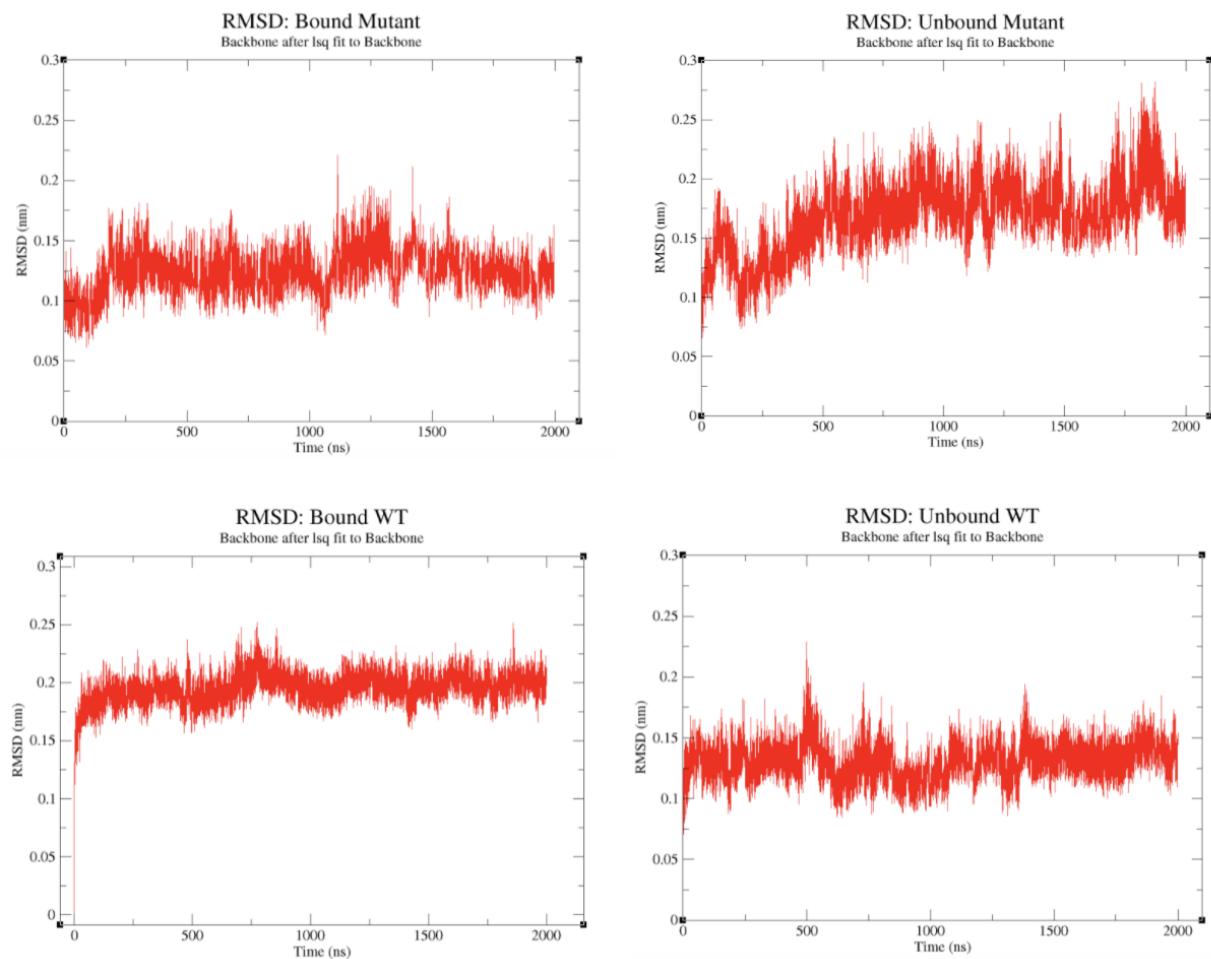 RMSD: Bound Mutant
Backbone after lsq fit to Backbone
0.3
0.25
0.2
0.15
0.1
0.05
0
RMSD (nm)
0 500 1000 1500 2000
Time (ns)
RMSD: Unbound Mutant
Backbone after lsq fit to Backbone
0.3
0.25
0.2
0.15
0.1
0.05
0
RMSD (nm)
0 500 1000 1500 2000
Time (ns)
RMSD: Bound WT
Backbone after lsq fit to Backbone
0.3
0.25
0.2
0.15
0.1
0.05
0
RMSD (nm)
0 500 1000 1500 2000
Time (ns)
RMSD: Unbound WT
Backbone after lsq fit to Backbone
0.3
0.25
0.2
0.15
0.1
0.05
0
RMSD (nm)
0 500 1000 1500 2000
Time (ns)